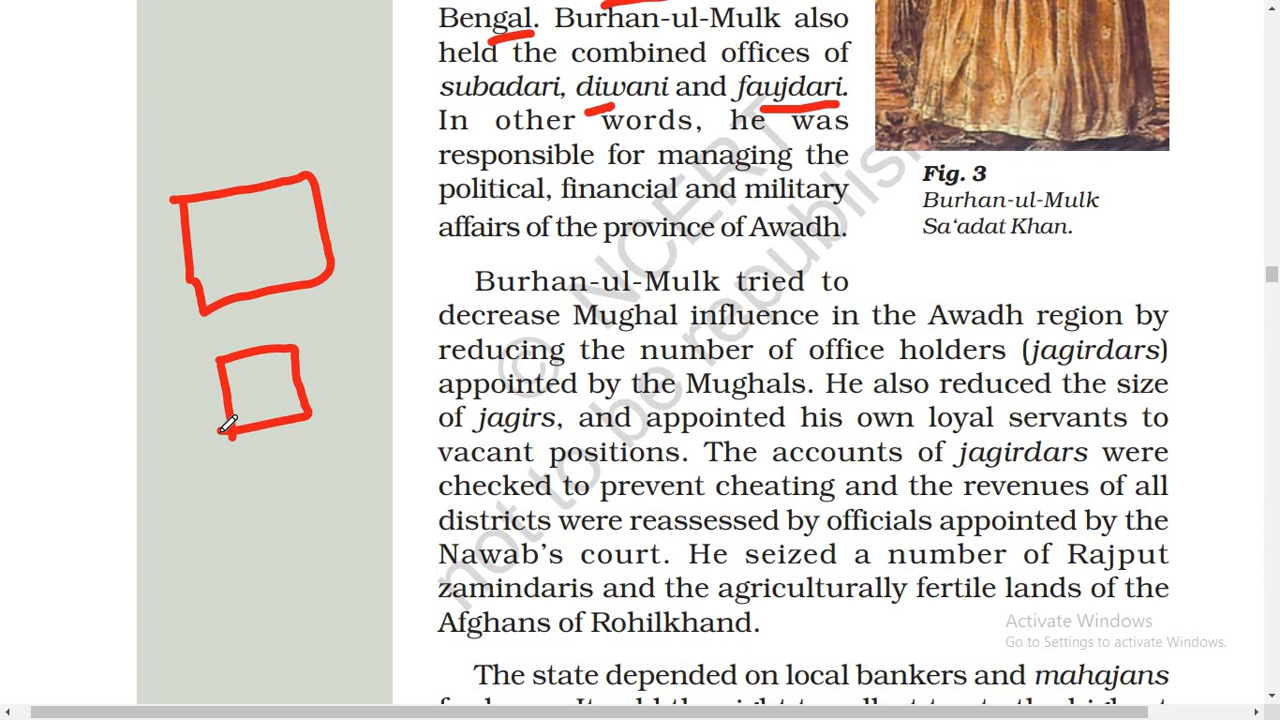 Bengal. Burhan-ul-Mulk also
held the combined offices of
subadari, diwani and faujdari.
In other words, he was
responsible for managing the
political, financial and military
affairs of the province of Awadh.
Fig. 3
Burhan-ul-Mulk
Sa‘adat Khan.
Burhan-ul-Mulk tried to
decrease Mughal influence in the Awadh region by
reducing the number of office holders (jagirdars)
appointed by the Mughals. He also reduced the size
of jagirs, and appointed his own loyal servants to
vacant positions. The accounts of jagirdars were
checked to prevent cheating and the revenues of all
districts were reassessed by officials appointed by the
Nawab’s court. He seized a number of Rajput
zamindaris and the agriculturally fertile lands of the
Afghans of Rohilkhand.
The state depended on local bankers and mahajans
© NCERT
not to be republish
Activate Windows
Go to Settings to activate Windows.